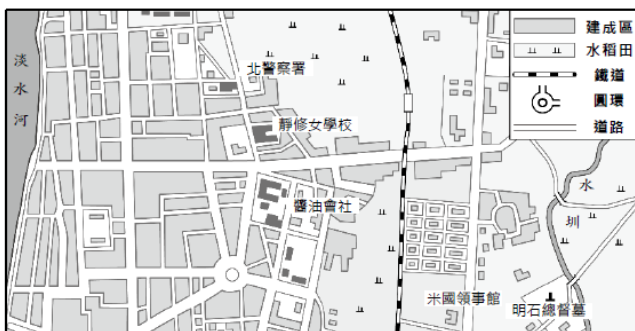 淡水河
北警察署
靜修女學校
醬油會社
米國領事館
明石總督墓
水圳
建成區
水稻田
鐵道
圓環
道路